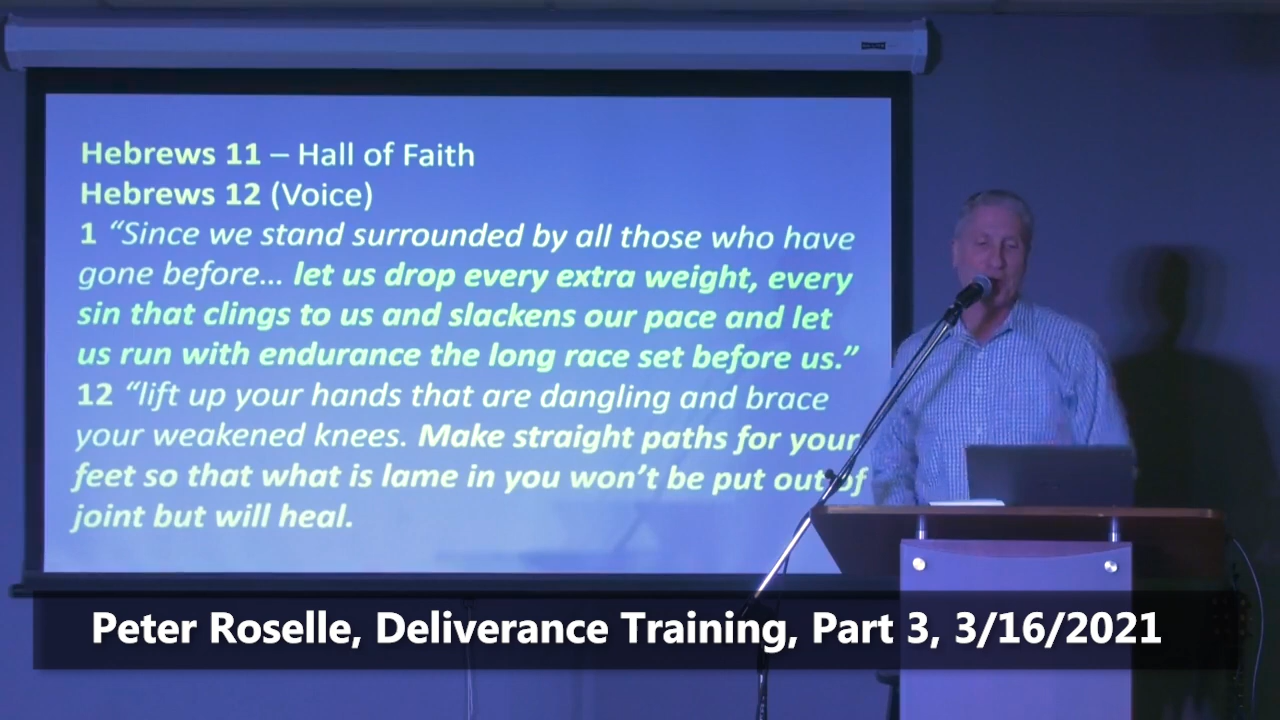 Hebrews 11 – Hall of Faith
Hebrews 12 (Voice)
1 “Since we stand surrounded by all those who have
gone before... let us drop every extra weight, every
sin that clings to us and slackens our pace and let
us run with endurance the long race set before us.”
12 “lift up your hands that are dangling and brace
your weakened knees. Make straight paths for your
feet so that what is lame in you won’t be put out of
joint but will heal.
Peter Roselle, Deliverance Training, Part 3, 3/16/2021